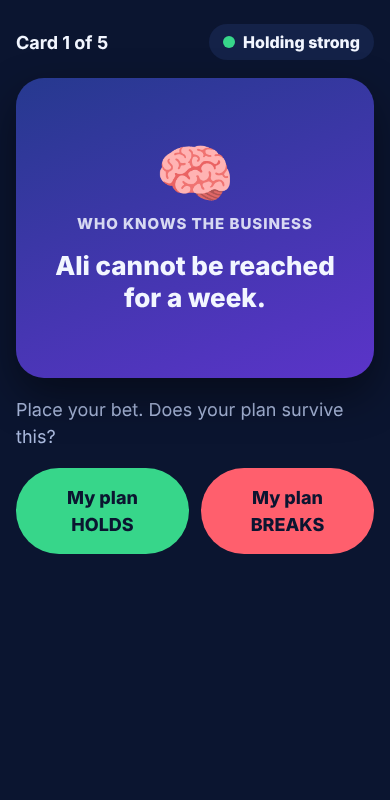 Card 1 of 5
Holding strong
WHO KNOWS THE BUSINESS
Ali cannot be reached
for a week.
Place your bet. Does your plan survive
this?
My plan
HOLDS
My plan
BREAKS